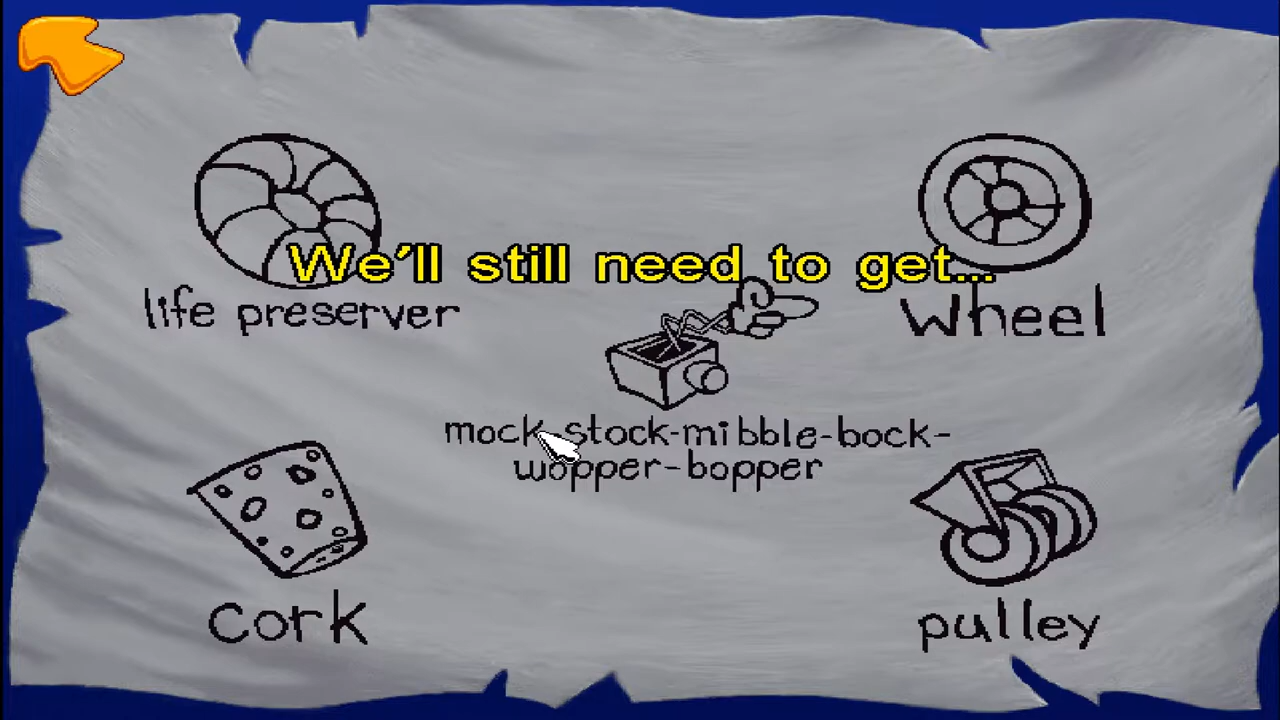 We'll still need to get...
life preserver
wheel
mock-stock-mibble-bock-
wopper-bopper
cork
pulley